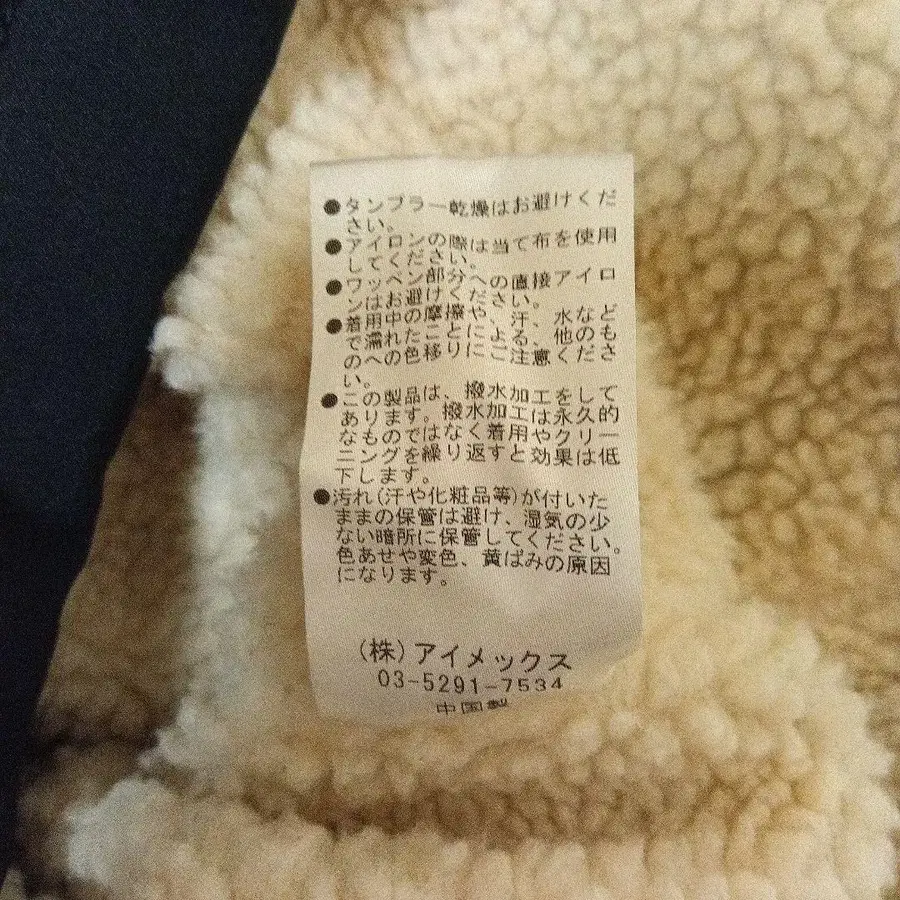 ●タンブラー乾燥はお避けくだ
さい。
●アイロンの際は当て布を使用
してください。
●ワッペン部分への直接アイロ
ンはお避けください。
●着用中の摩擦や、汗、水など
で濡れたことによる、他のも
のへの色移りにご注意くださ
い。
●この製品は、撥水加工をして
あります。撥水加工は永久的
なものではなく着用やクリー
ニングを繰り返すと効果は低
下します。
●汚れ(汗や化粧品等)が付いた
ままの保管は避け、湿気の少
ない暗所に保管してください。
色あせや変色、黄ばみの原因
になります。
(株)アイメックス
03-5291-7534
中国製